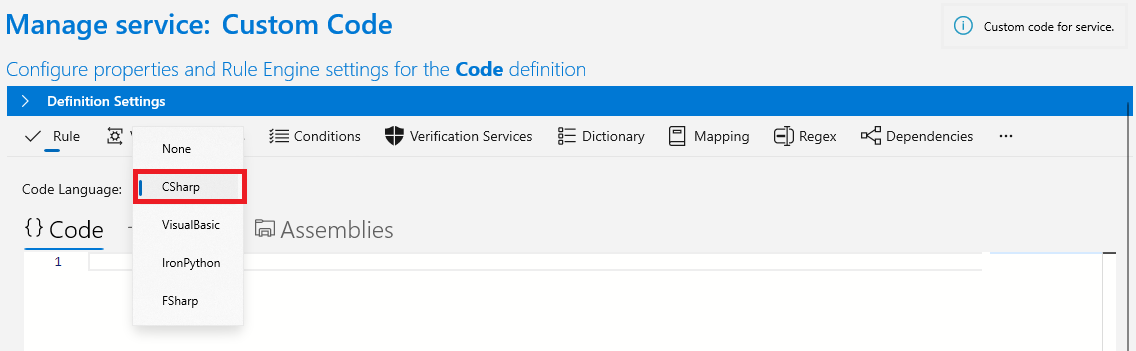 Manage service: Custom Code
Custom code for service.
Configure properties and Rule Engine settings for the Code definition
Definition Settings
Rule
Conditions
Verification Services
Dictionary
Mapping
Regex
Dependencies
...
Code Language:
None
CSharp
VisualBasic
IronPython
FSharp
{} Code
Assemblies
1